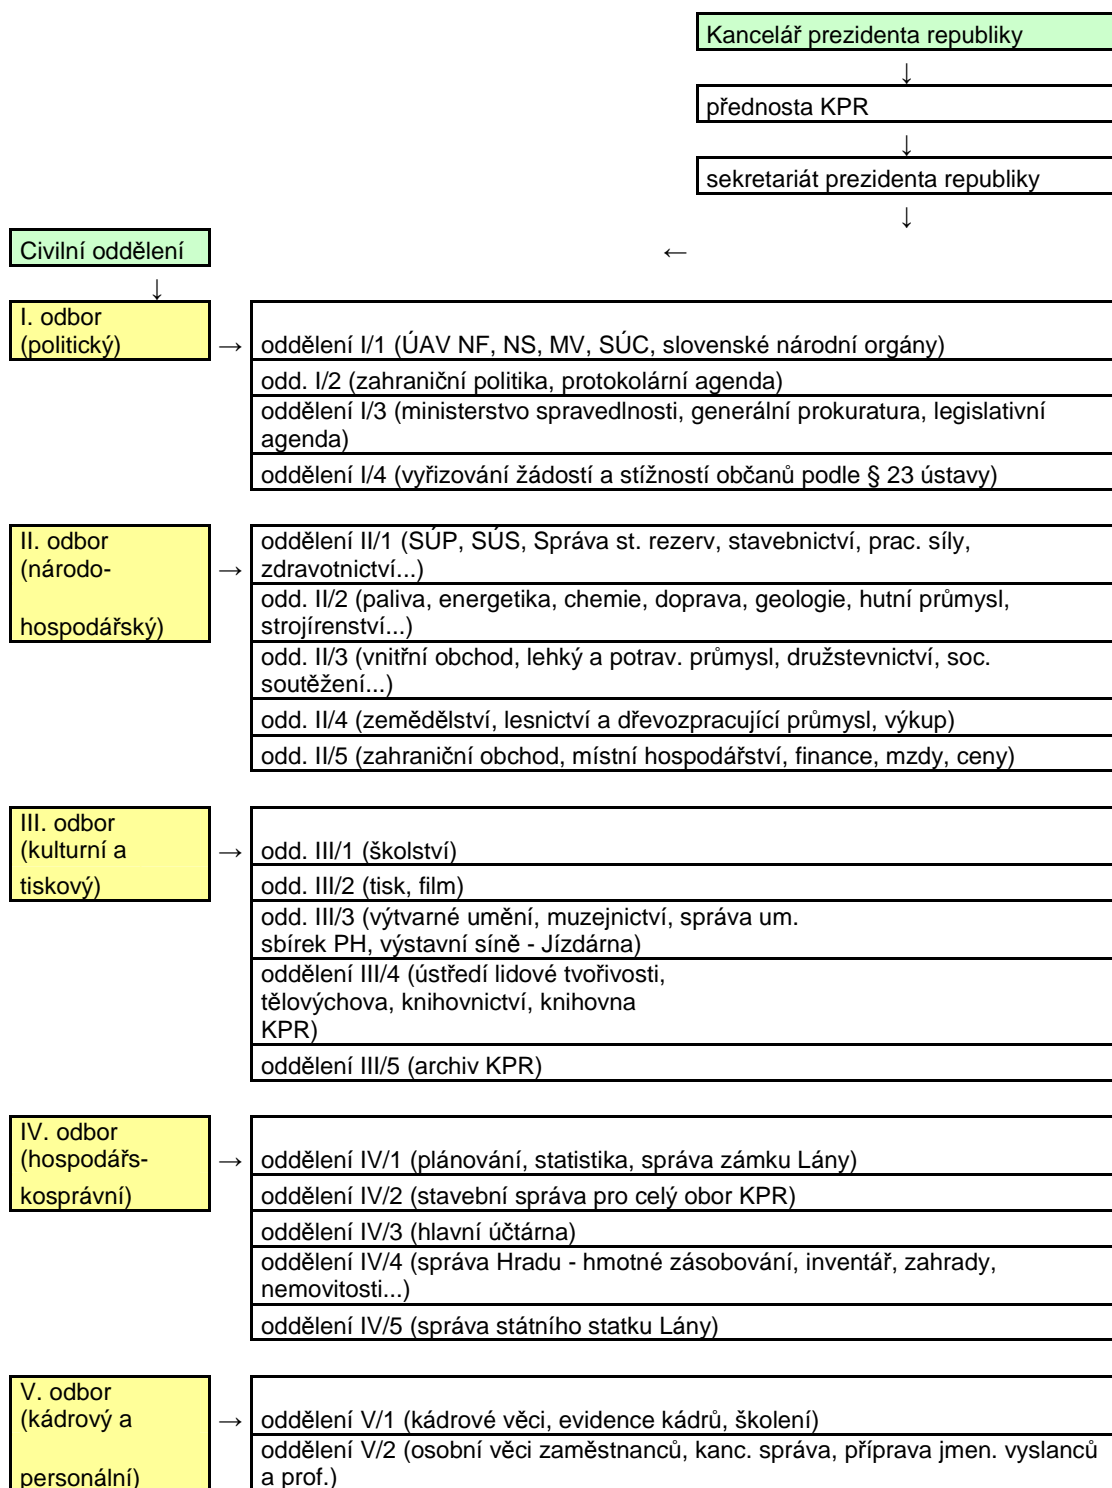 Kancelář prezidenta republiky
↓
přednosta KPR
↓
sekretariát prezidenta republiky
↓
Civilní oddělení
←
↓
I. odbor
(politický)
→
oddělení I/1 (ÚAV NF, NS, MV, SÚC, slovenské národní orgány)
odd. I/2 (zahraniční politika, protokolární agenda)
oddělení I/3 (ministerstvo spravedlnosti, generální prokuratura, legislativní
agenda)
oddělení I/4 (vyřizování žádostí a stížností občanů podle § 23 ústavy)
II. odbor
(národo-
hospodářský)
→
oddělení II/1 (SÚP, SÚS, Správa st. rezerv, stavebnictví, prac. síly,
zdravotnictví...)
odd. II/2 (paliva, energetika, chemie, doprava, geologie, hutní průmysl,
strojírenství...)
odd. II/3 (vnitřní obchod, lehký a potrav. průmysl, družstevnictví, soc.
soutěžení...)
odd. II/4 (zemědělství, lesnictví a dřevozpracující průmysl, výkup)
odd. II/5 (zahraniční obchod, místní hospodářství, finance, mzdy, ceny)
III. odbor
(kulturní a
tiskový)
→
odd. III/1 (školství)
odd. III/2 (tisk, film)
odd. III/3 (výtvarné umění, muzejnictví, správa um.
sbírek PH, výstavní síně - Jízdárna)
oddělení III/4 (ústředí lidové tvořivosti,
tělovýchova, knihovnictví, knihovna
KPR)
oddělení III/5 (archiv KPR)
IV. odbor
(hospodářs-
kosprávní)
→
oddělení IV/1 (plánování, statistika, správa zámku Lány)
oddělení IV/2 (stavební správa pro celý obor KPR)
oddělení IV/3 (hlavní účtárna)
oddělení IV/4 (správa Hradu - hmotné zásobování, inventář, zahrady,
nemovitosti...)
oddělení IV/5 (správa státního statku Lány)
V. odbor
(kádrový a
personální)
→
oddělení V/1 (kádrové věci, evidence kádrů, školení)
oddělení V/2 (osobní věci zaměstnanců, kanc. správa, příprava jmen. vyslanců
a prof.)